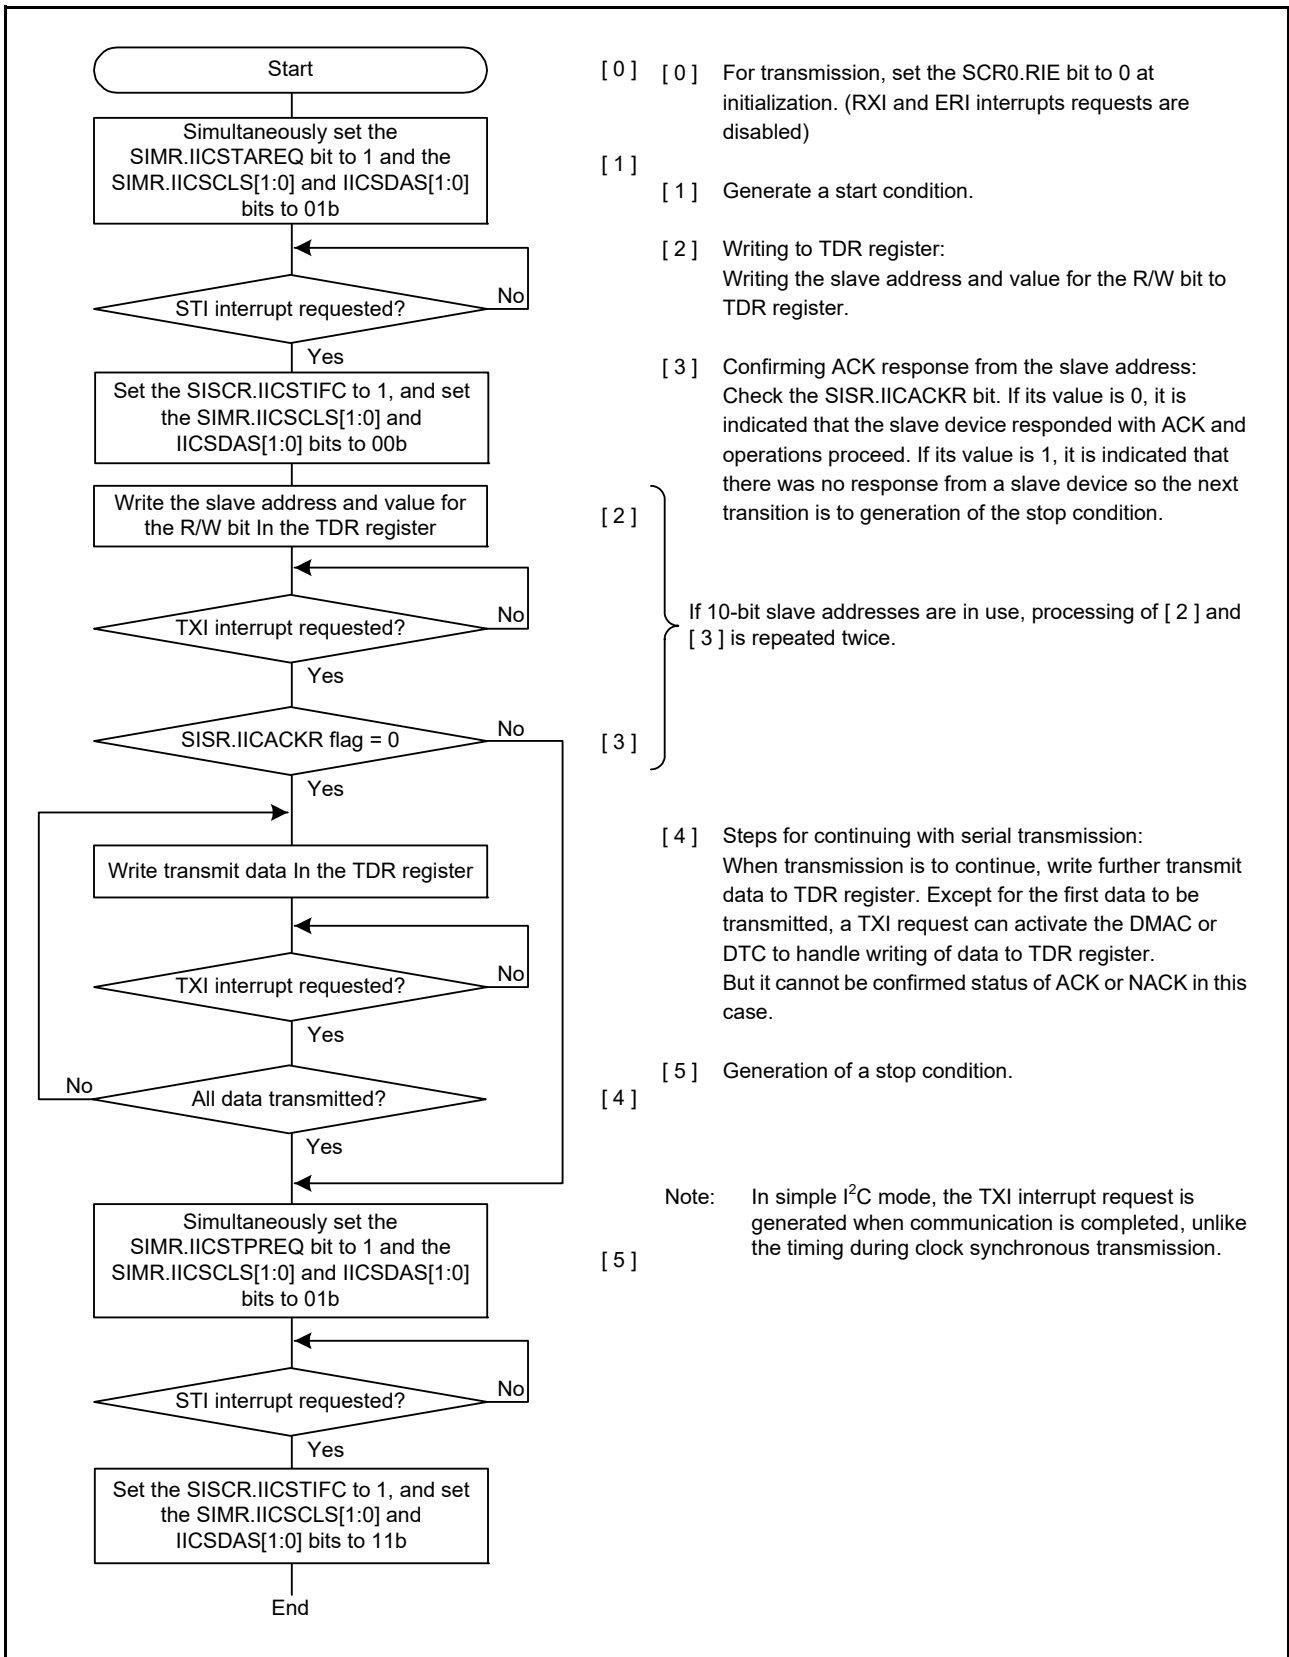 Start
Simultaneously set the
SIMR.IICSTAREQ bit to 1 and the
SIMR.IICSCLS[1:0] and IICSDAS[1:0]
bits to 01b
STI interrupt requested?
No
Yes
Set the SISCR.IICSTIFC to 1, and set
the SIMR.IICSCLS[1:0] and
IICSDAS[1:0] bits to 00b
Write the slave address and value for
the R/W bit In the TDR register
TXI interrupt requested?
No
Yes
SISR.IICACKR flag = 0
No
Yes
Write transmit data In the TDR register
TXI interrupt requested?
No
Yes
All data transmitted?
No
Yes
Simultaneously set the
SIMR.IICSTPREQ bit to 1 and the
SIMR.IICSCLS[1:0] and IICSDAS[1:0]
bits to 01b
STI interrupt requested?
No
Yes
Set the SISCR.IICSTIFC to 1, and set
the SIMR.IICSCLS[1:0] and
IICSDAS[1:0] bits to 11b
End
[ 0 ]
[ 1 ]
[ 2 ]
[ 3 ]
[ 4 ]
[ 5 ]
[ 0 ] For transmission, set the SCR0.RIE bit to 0 at
initialization. (RXI and ERI interrupts requests are
disabled)
[ 1 ] Generate a start condition.
[ 2 ] Writing to TDR register:
Writing the slave address and value for the R/W bit to
TDR register.
[ 3 ] Confirming ACK response from the slave address:
Check the SISR.IICACKR bit. If its value is 0, it is
indicated that the slave device responded with ACK and
operations proceed. If its value is 1, it is indicated that
there was no response from a slave device so the next
transition is to generation of the stop condition.
If 10-bit slave addresses are in use, processing of [ 2 ] and
[ 3 ] is repeated twice.
[ 4 ] Steps for continuing with serial transmission:
When transmission is to continue, write further transmit
data to TDR register. Except for the first data to be
transmitted, a TXI request can activate the DMAC or
DTC to handle writing of data to TDR register.
But it cannot be confirmed status of ACK or NACK in this
case.
[ 5 ] Generation of a stop condition.
Note: In simple I²C mode, the TXI interrupt request is
generated when communication is completed, unlike
the timing during clock synchronous transmission.